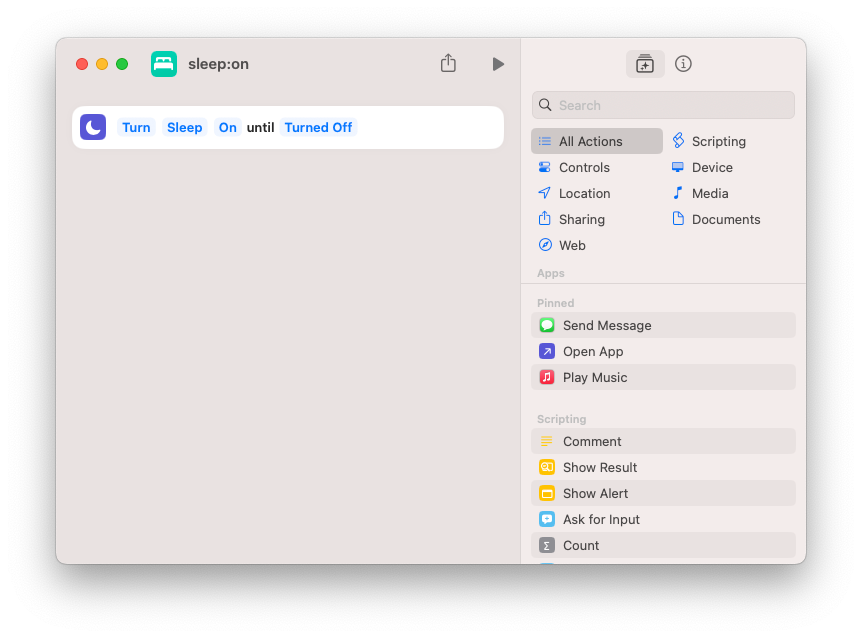 sleep:on
Turn Sleep On until Turned Off
Search
All Actions
Scripting
Controls
Device
Location
Media
Sharing
Documents
Web
Apps
Pinned
Send Message
Open App
Play Music
Scripting
Comment
Show Result
Show Alert
Ask for Input
Count